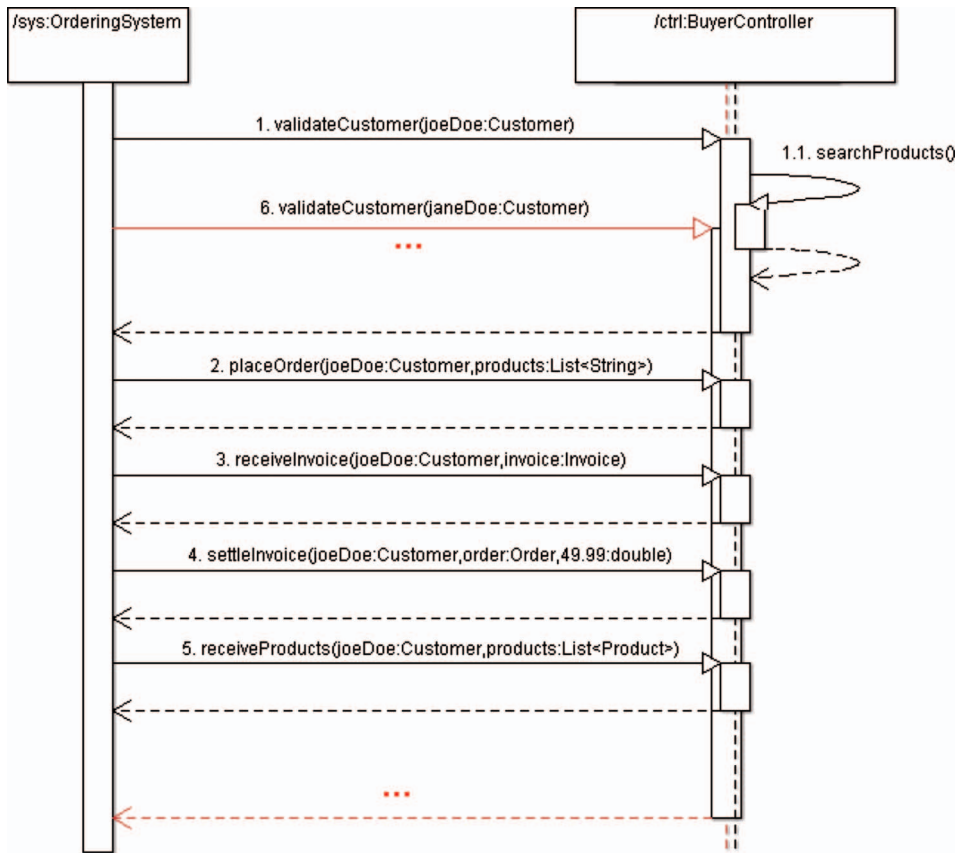 /sys:OrderingSystem
/ctrl:BuyerController
1. validateCustomer(joeDoe:Customer)
1.1. searchProducts()
6. validateCustomer(janeDoe:Customer)
...
2. placeOrder(joeDoe:Customer,products:List<String>)
3. receiveInvoice(joeDoe:Customer,invoice:Invoice)
4. settleInvoice(joeDoe:Customer,order:Order,49.99:double)
5. receiveProducts(joeDoe:Customer,products:List<Product>)
...